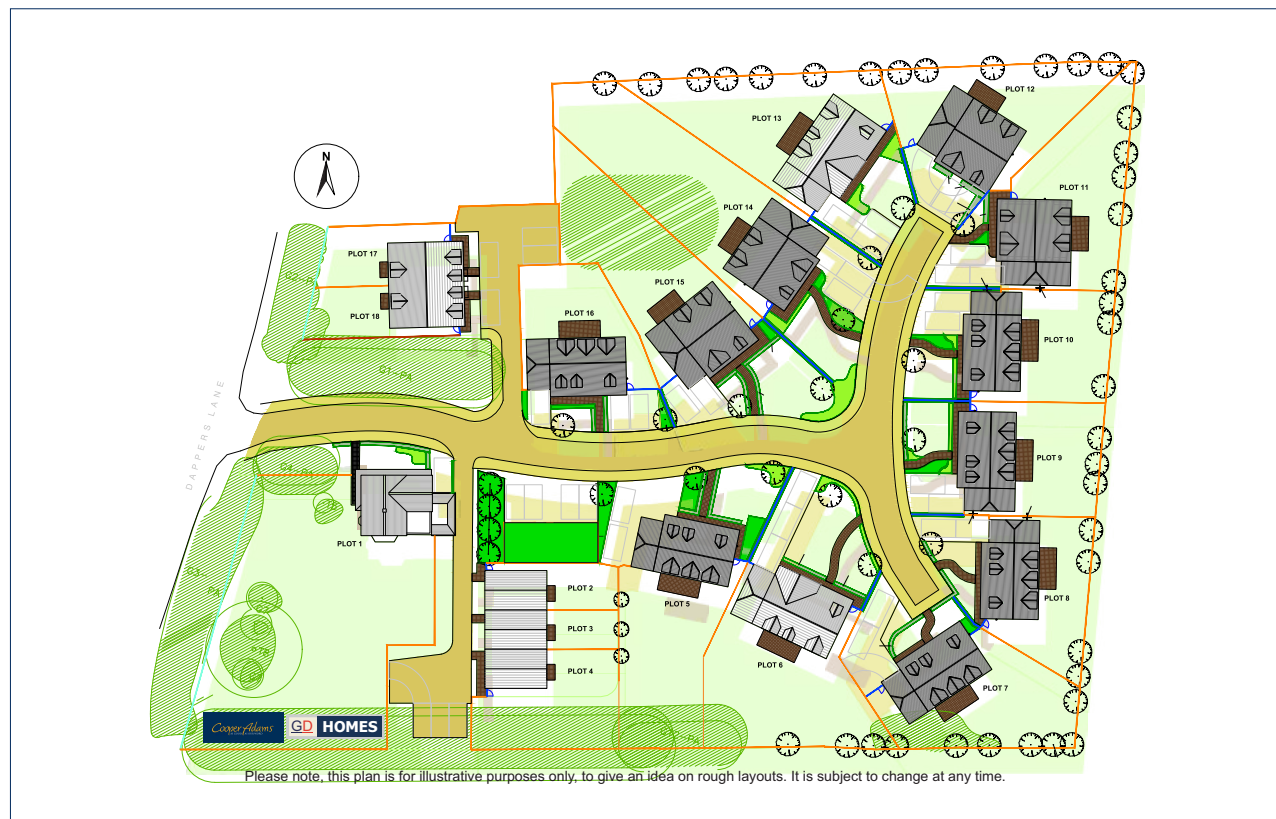 PLOT 12
PLOT 13
N
PLOT 11
PLOT 14
PLOT 17
PLOT 15
PLOT 18
PLOT 16
PLOT 10
G1--PA
DAPPERS LANE
PLOT 9
PLOT 1
PLOT 2
PLOT 8
PLOT 5
PLOT 3
PLOT 6
PLOT 4
PLOT 7
Cooper Adams
GD HOMES
Please note, this plan is for illustrative purposes only, to give an idea on rough layouts. It is subject to change at any time.